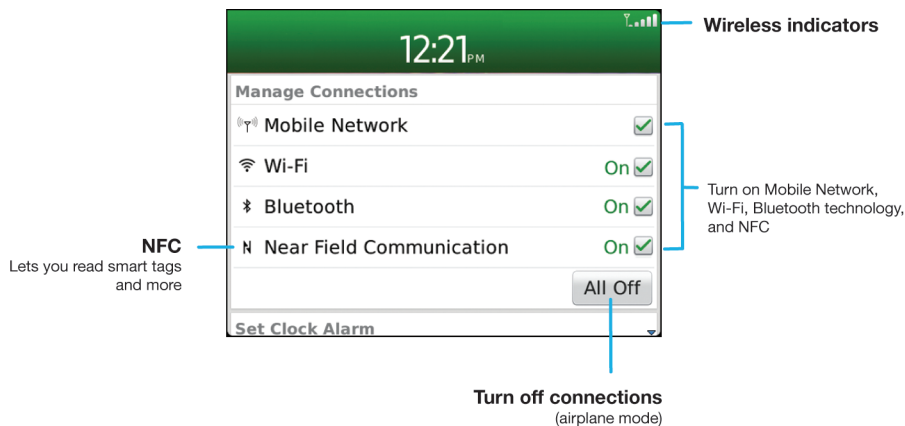 Wireless indicators
12:21PM
Manage Connections
Mobile Network
Wi-Fi On
Bluetooth On
Near Field Communication On
All Off
Set Clock Alarm
Turn on Mobile Network,
Wi-Fi, Bluetooth technology,
and NFC
NFC
Lets you read smart tags
and more
Turn off connections
(airplane mode)